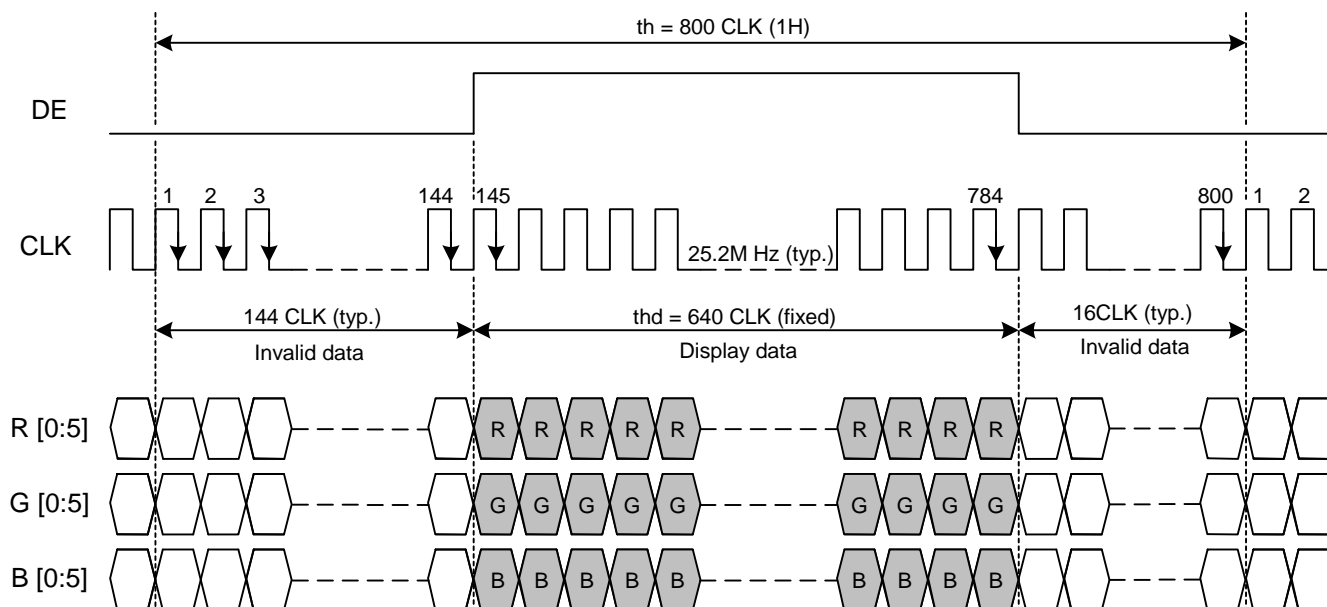 th = 800 CLK (1H)
DE
1 2 3 144 145 784 800 1 2
CLK
25.2M Hz (typ.)
144 CLK (typ.) thd = 640 CLK (fixed) 16CLK (typ.)
Invalid data Display data Invalid data
R [0:5] R R R R R R R R R
G [0:5] G G G G G G G G G
B [0:5] B B B B B B B B B